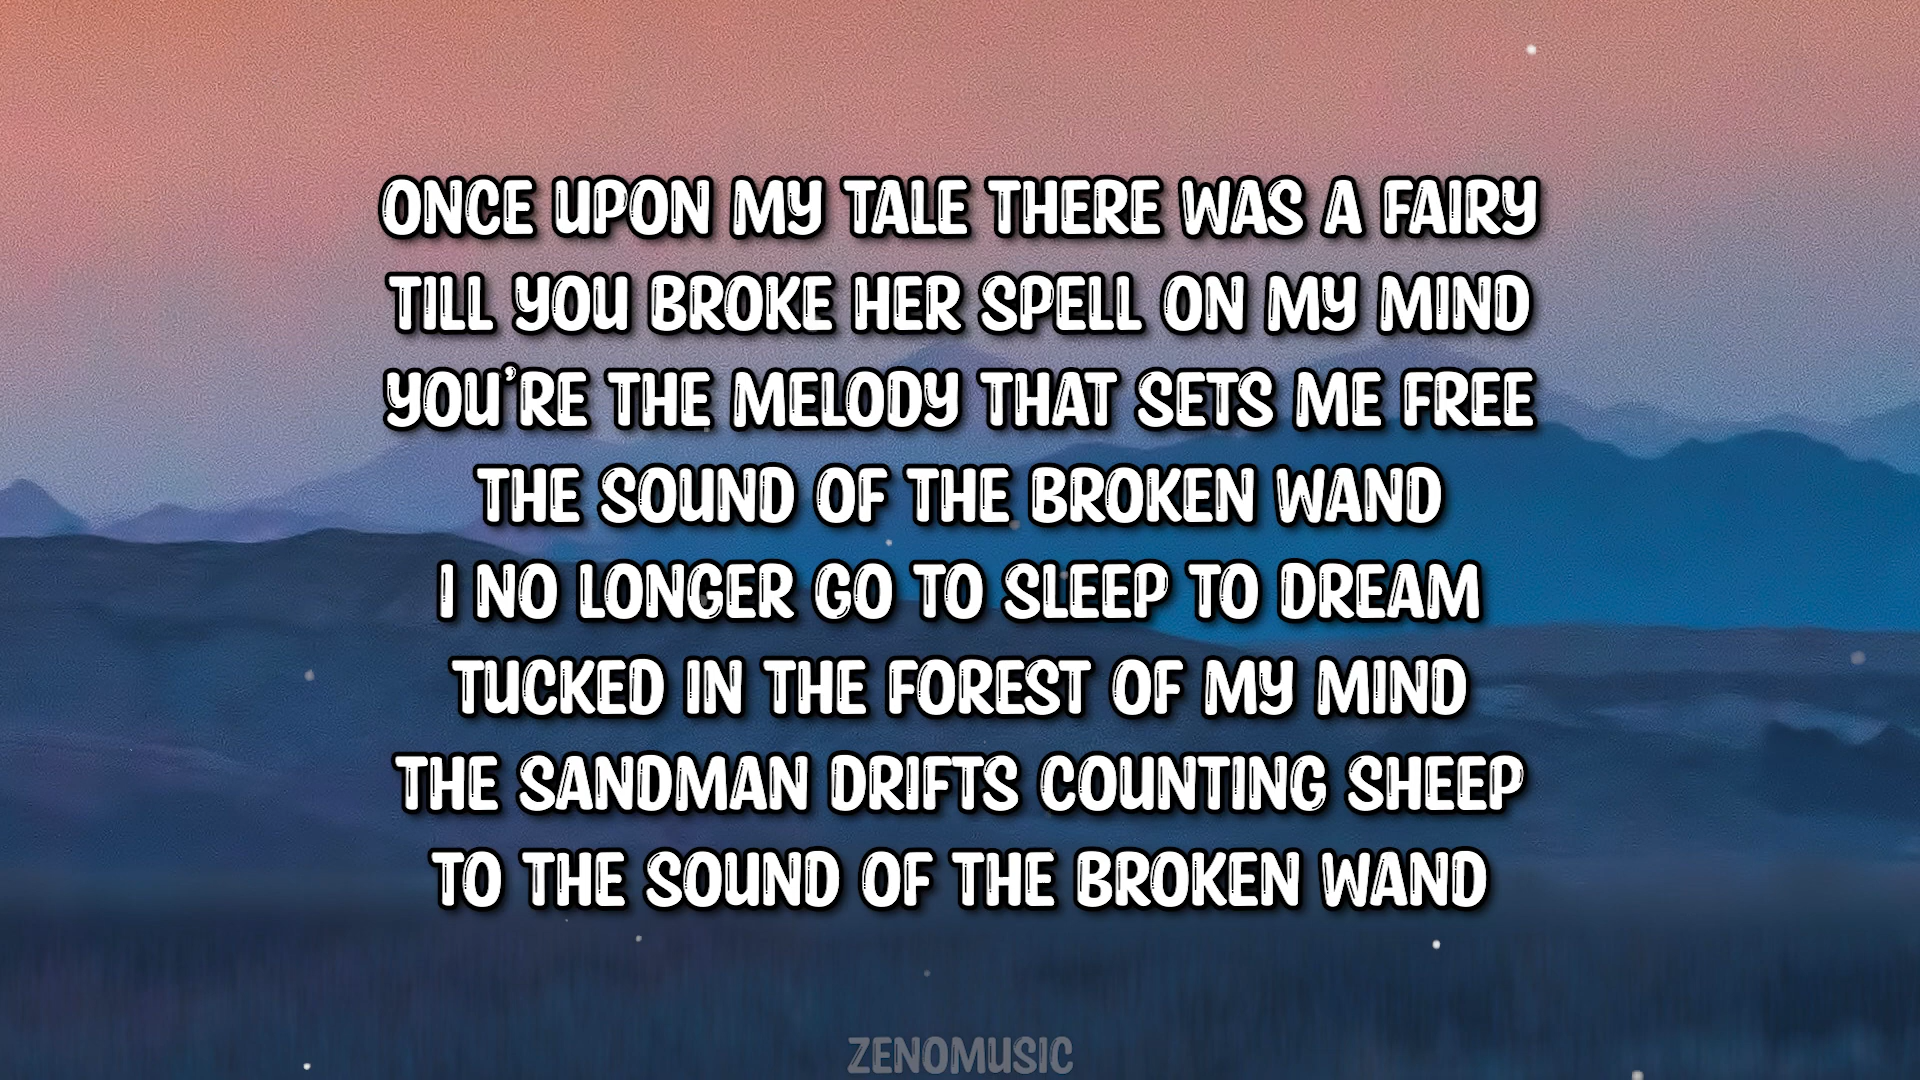 ONCE UPON MY TALE THERE WAS A FAIRY
TILL YOU BROKE HER SPELL ON MY MIND
YOU'RE THE MELODY THAT SETS ME FREE
THE SOUND OF THE BROKEN WAND
I NO LONGER GO TO SLEEP TO DREAM
TUCKED IN THE FOREST OF MY MIND
THE SANDMAN DRIFTS COUNTING SHEEP
TO THE SOUND OF THE BROKEN WAND
ZENOMUSIC